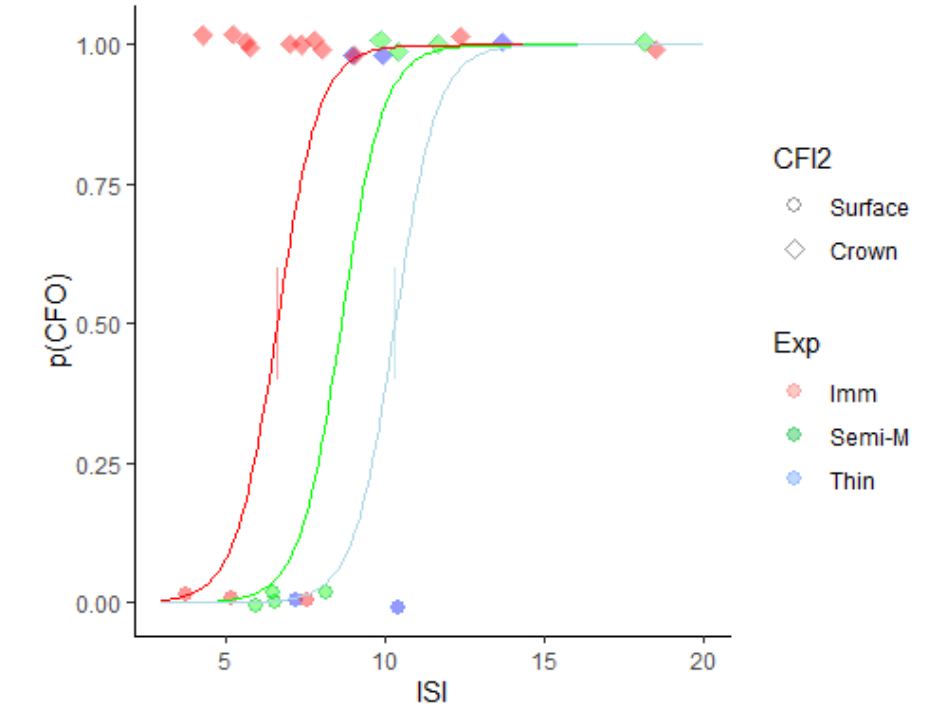 1.00
0.75
0.50
0.25
0.00
p(CFO)
5 10 15 20
ISI
CFI2
Surface
Crown
Exp
Imm
Semi-M
Thin